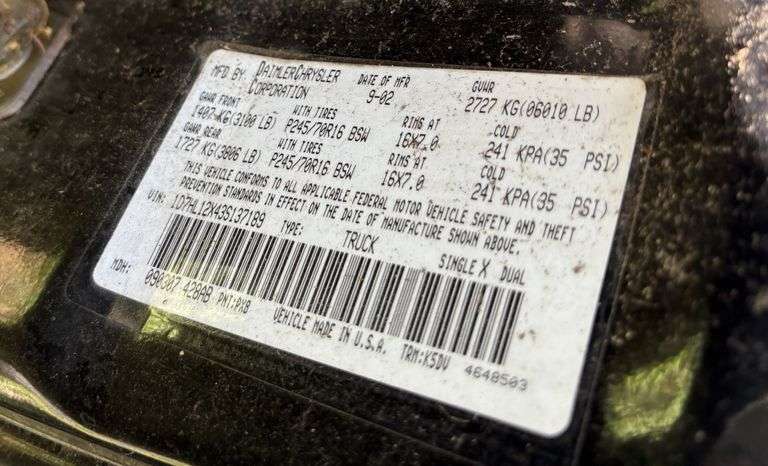 MFD BY DAIMLERCHRYSLER CORPORATION DATE OF MFR 9-02 GVWR 2727 KG(06010 LB)
GAWR FRONT WITH TIRES RIMS AT COLD
1407 KG(3100 LB) P245/70R16 BSW 16X7.0 241 KPA(35 PSI)
GAWR REAR WITH TIRES RIMS AT COLD
1727 KG(3806 LB) P245/70R16 BSW 16X7.0 241 KPA(35 PSI)
THIS VEHICLE CONFORMS TO ALL APPLICABLE FEDERAL MOTOR VEHICLE SAFETY AND THEFT
PREVENTION STANDARDS IN EFFECT ON THE DATE OF MANUFACTURE SHOWN ABOVE.
VIN: 1D7HL12X43S137189 TYPE: TRUCK SINGLE X DUAL
MDH: 090307 428AB PNT:PX8 VEHICLE MADE IN U.S.A. TRM:K5DV 4648503